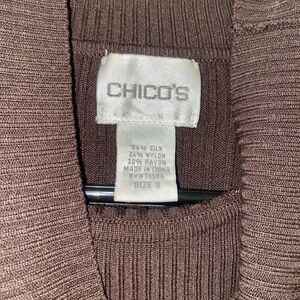 CHICO'S
54% SILK
26% NYLON
20% RAYON
MADE IN CHINA
SIZE 3